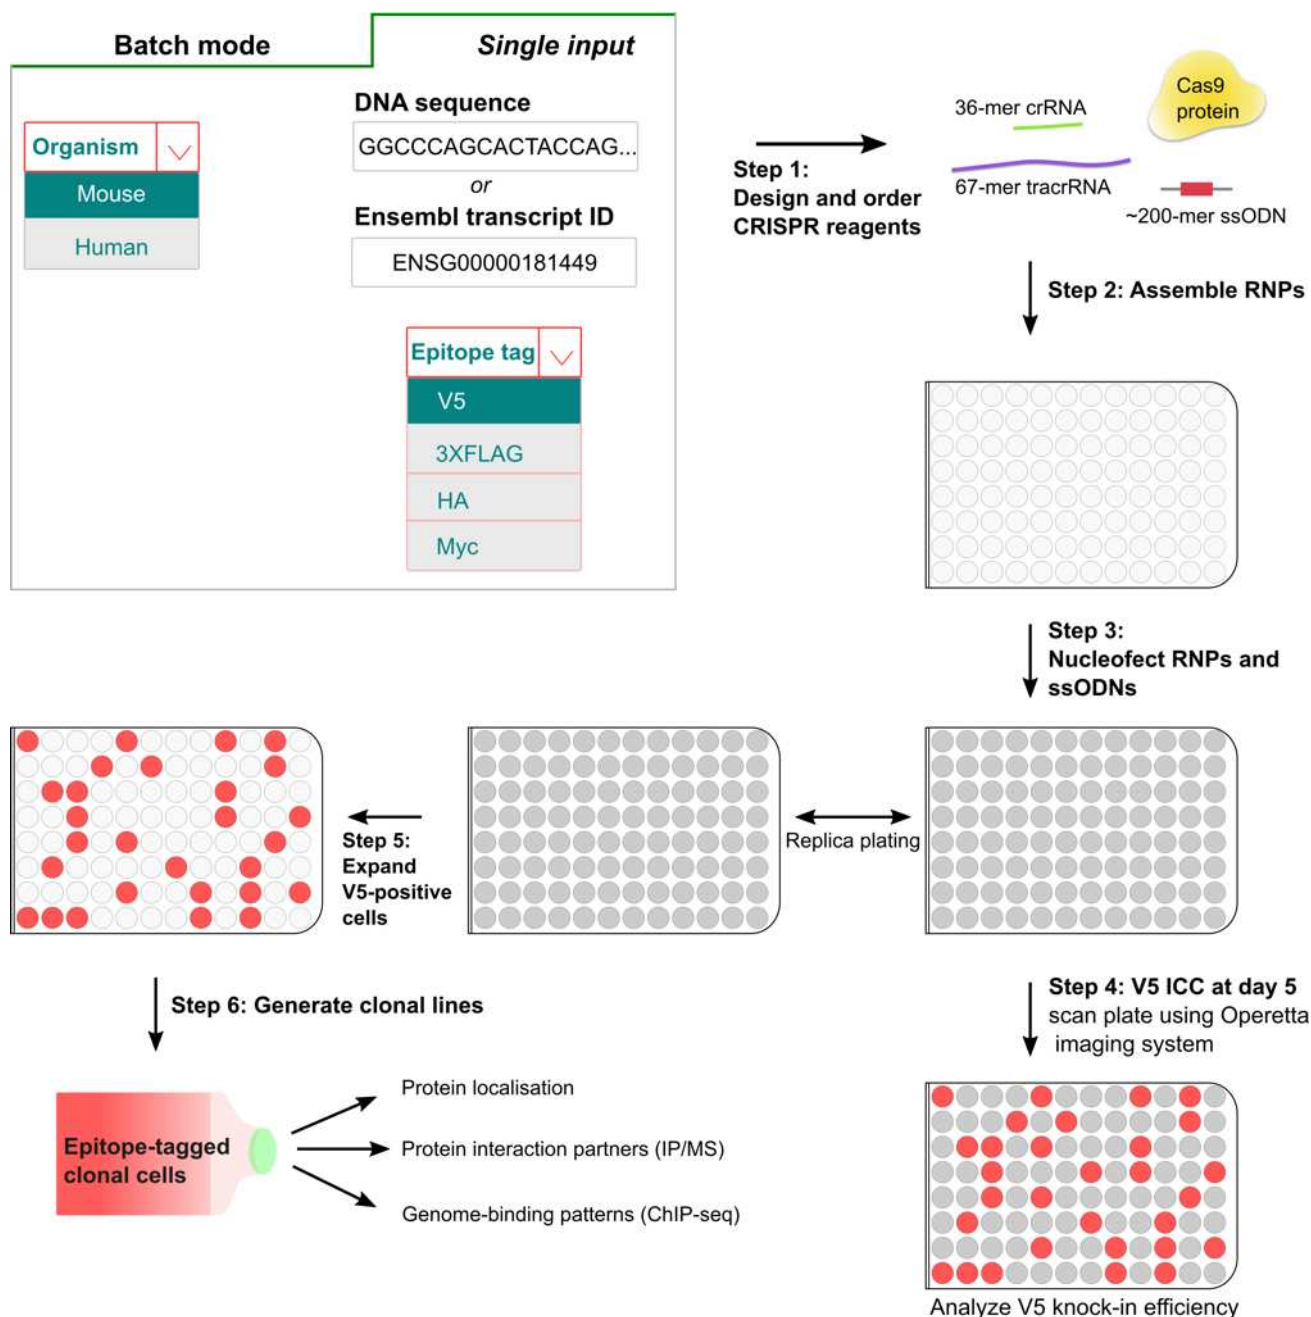 Batch mode
Single input
Organism
Mouse
Human
DNA sequence
GGCCCAGCACTACCAG...
or
Ensembl transcript ID
ENSG00000181449
Epitope tag
V5
3XFLAG
HA
Myc
Step 1:
Design and order
CRISPR reagents
36-mer crRNA
Cas9
protein
67-mer tracrRNA
~200-mer ssODN
Step 2: Assemble RNPs
Step 3:
Nucleofect RNPs and
ssODNs
Replica plating
Step 4: V5 ICC at day 5
scan plate using Operetta
imaging system
Analyze V5 knock-in efficiency
Step 5:
Expand
V5-positive
cells
Step 6: Generate clonal lines
Epitope-tagged
clonal cells
Protein localisation
Protein interaction partners (IP/MS)
Genome-binding patterns (ChIP-seq)